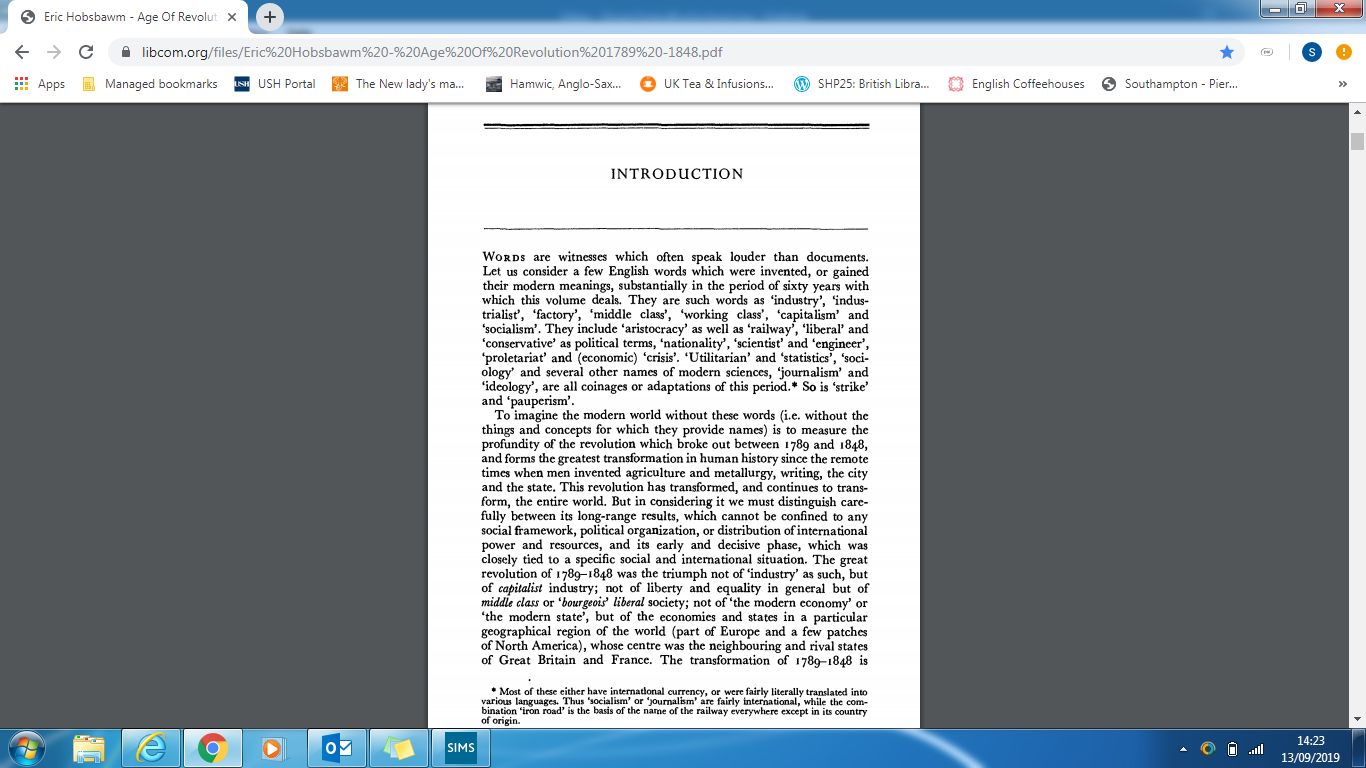 Eric Hobsbawm - Age Of Revolut
libcom.org/files/Eric%20Hobsbawm%20-%20Age%20Of%20Revolution%201789%20-1848.pdf
S
Apps Managed bookmarks USH USH Portal The New lady's ma... Hamwic, Anglo-Sax... UK Tea & Infusions... SHP25: British Libra... English Coffeehouses Southampton - Pier... »
INTRODUCTION
WORDS are witnesses which often speak louder than documents.
Let us consider a few English words which were invented, or gained
their modern meanings, substantially in the period of sixty years with
which this volume deals. They are such words as 'industry', 'indus-
trialist', 'factory', 'middle class', 'working class', 'capitalism' and
'socialism'. They include 'aristocracy' as well as 'railway', 'liberal' and
'conservative' as political terms, 'nationality', 'scientist' and 'engineer',
'proletariat' and (economic) 'crisis'. 'Utilitarian' and 'statistics', 'soci-
ology' and several other names of modern sciences, 'journalism' and
'ideology', are all coinages or adaptations of this period.* So is 'strike'
and 'pauperism'.
To imagine the modern world without these words (i.e. without the
things and concepts for which they provide names) is to measure the
profundity of the revolution which broke out between 1789 and 1848,
and forms the greatest transformation in human history since the remote
times when men invented agriculture and metallurgy, writing, the city
and the state. This revolution has transformed, and continues to trans-
form, the entire world. But in considering it we must distinguish care-
fully between its long-range results, which cannot be confined to any
social framework, political organization, or distribution of international
power and resources, and its early and decisive phase, which was
closely tied to a specific social and international situation. The great
revolution of 1789–1848 was the triumph not of 'industry' as such, but
of capitalist industry; not of liberty and equality in general but of
middle class or 'bourgeois' liberal society; not of 'the modern economy' or
'the modern state', but of the economies and states in a particular
geographical region of the world (part of Europe and a few patches
of North America), whose centre was the neighbouring and rival states
of Great Britain and France. The transformation of 1789–1848 is
* Most of these either have international currency, or were fairly literally translated into
various languages. Thus 'socialism' or 'journalism' are fairly international, while the com-
bination 'iron road' is the basis of the name of the railway everywhere except in its country
of origin.
SIMS
14:23
13/09/2019